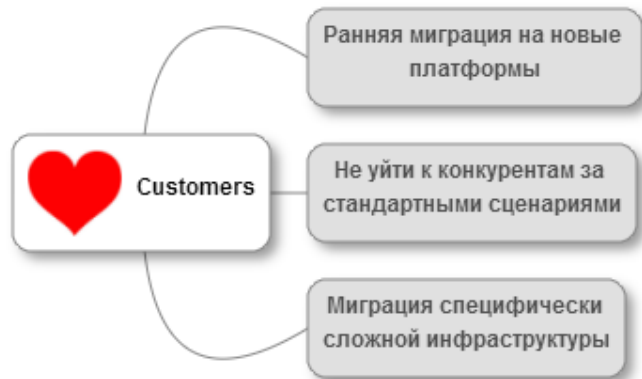 Ранняя миграция на новые
платформы
Customers
Не уйти к конкурентам за
стандартными сценариями
Миграция специфически
сложной инфраструктуры